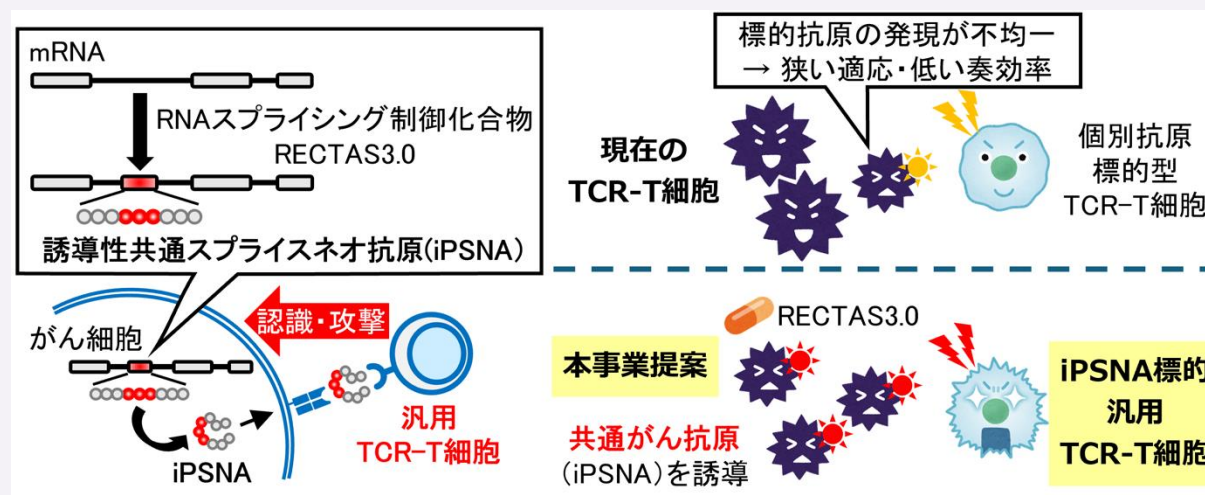 mRNA
RNAスプライシング制御化合物
RECTAS3.0
誘導性共通スプライスネオ抗原(iPSNA)
がん細胞
認識・攻撃
iPSNA
汎用
TCR-T細胞
標的抗原の発現が不均一
→ 狭い適応・低い奏効率
現在の
TCR-T細胞
個別抗原
標的型
TCR-T細胞
RECTAS3.0
本事業提案
共通がん抗原
(iPSNA)を誘導
iPSNA標的
汎用
TCR-T細胞